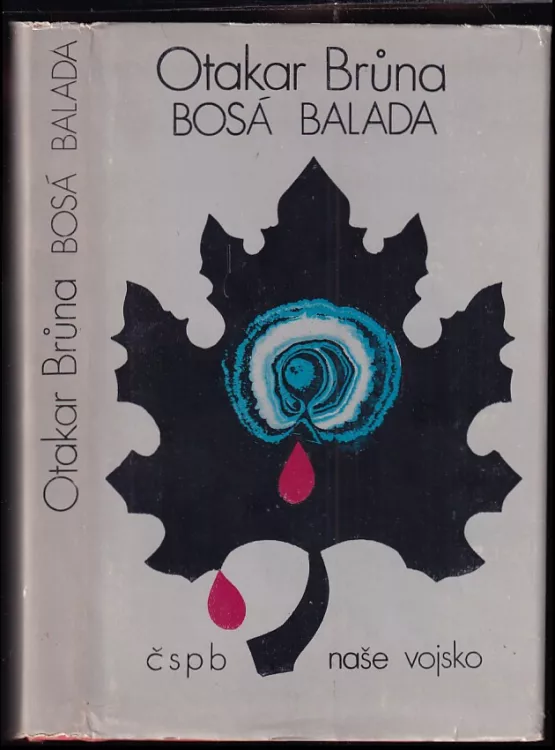 Otakar Brůna
BOSÁ BALADA
čspb
naše vojsko
Otakar Brůna BOSÁ BALADA